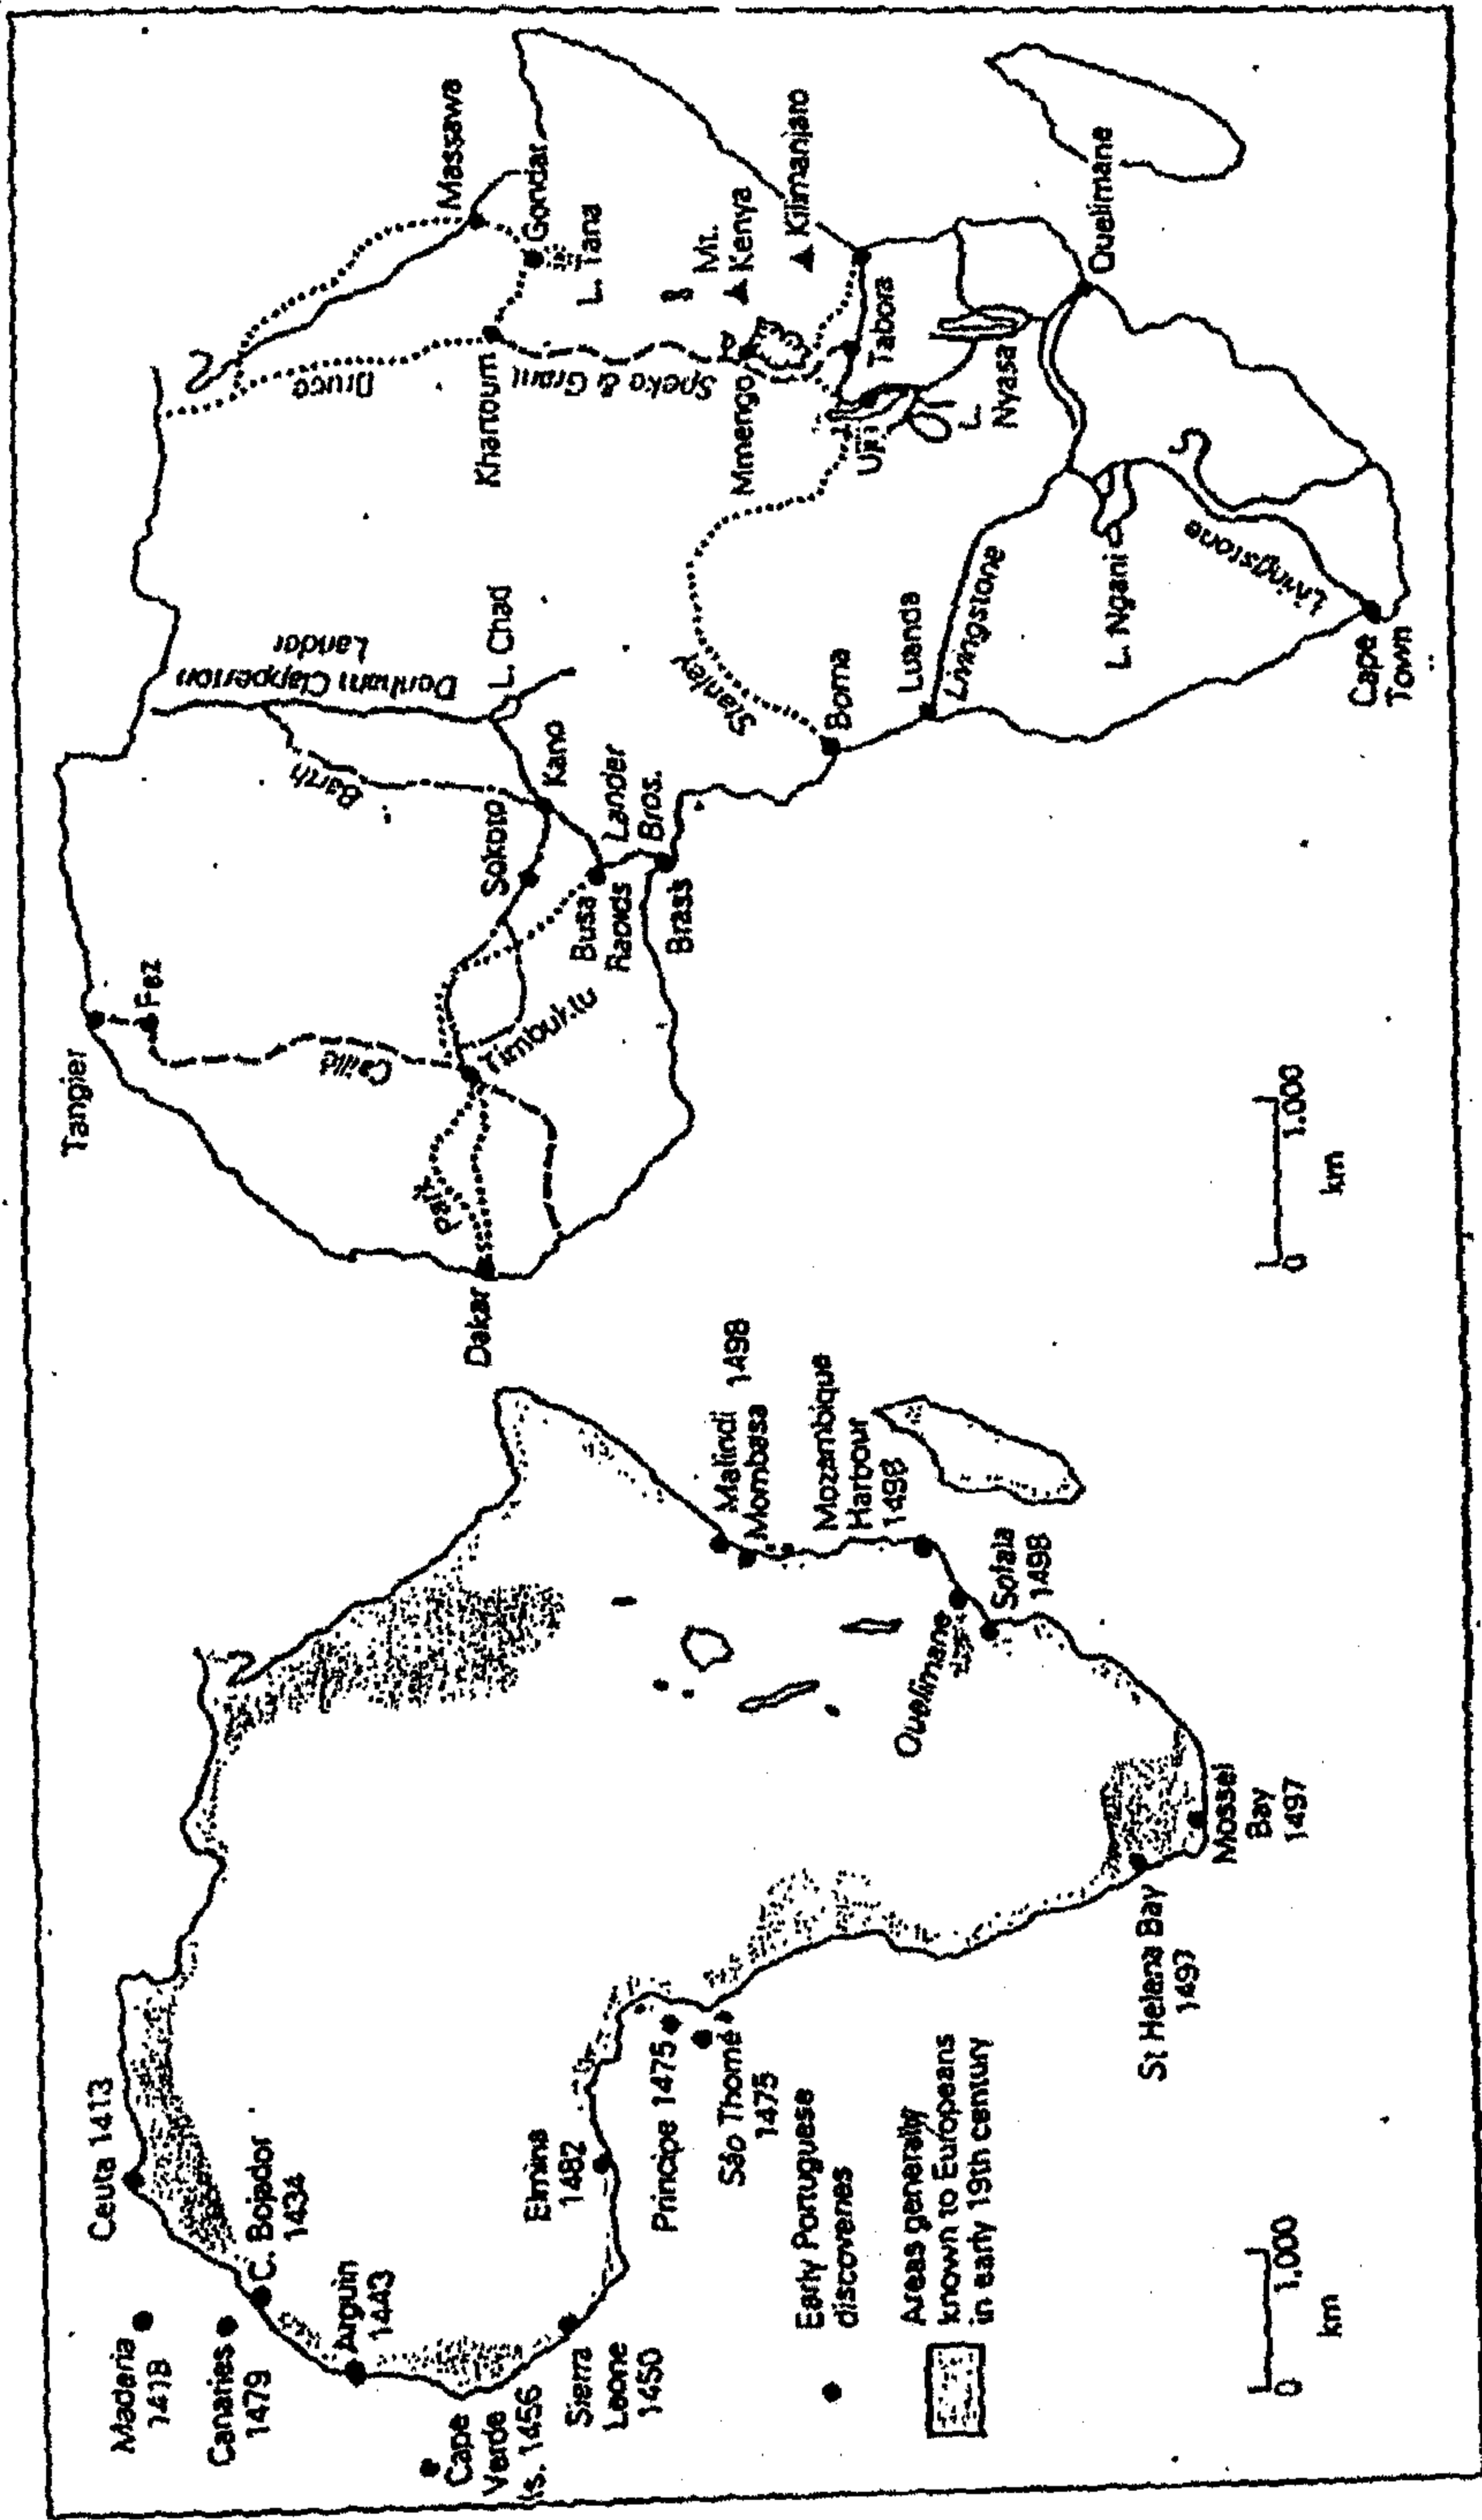 Ceuta 1413
Maderia
1418
Canaries
1479
C. Bojador
1434
Arguin
1443
Cape
Verde
Is. 1456
Sierra
Leone
1450
Elmina
1482
Principe 1475
São Thomé
1475
Malindi 1498
Mombasa
Mozambique
Harbour
1498
Quelimane
Sofala
1498
St Helena Bay
1497
Mossel
Bay
1497
Early Portuguese
discoveries
Areas generally
known to Europeans
in early 19th century
0 1,000
km
Tangier
Fez
Caillé
Dakar
Timbuktu
Barth
Denham Clapperton
Lander
L. Chad
Sokoto
Kano
Busa
Rapids
Lander
Bros.
Brass
Bruce
Massawa
Gondar
L. Tana
Khartoum
Speke & Grant
Mt.
Kenya
Kilimanjaro
Mmengo
Tabora
Ujiji
L.
Nyasa
Quelimane
Stanley
Boma
Luanda
Livingstone
L. Ngami
Livingstone
Cape
Town
0 1,000
km